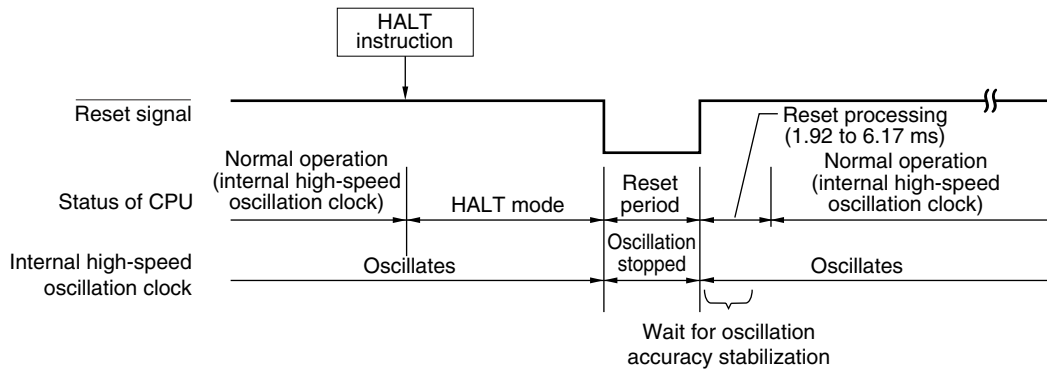 HALT
instruction
Reset signal
Reset processing
(1.92 to 6.17 ms)
Status of CPU
Normal operation
(internal high-speed
oscillation clock)
HALT mode
Reset
period
Normal operation
(internal high-speed
oscillation clock)
Internal high-speed
oscillation clock
Oscillates
Oscillation
stopped
Oscillates
Wait for oscillation
accuracy stabilization